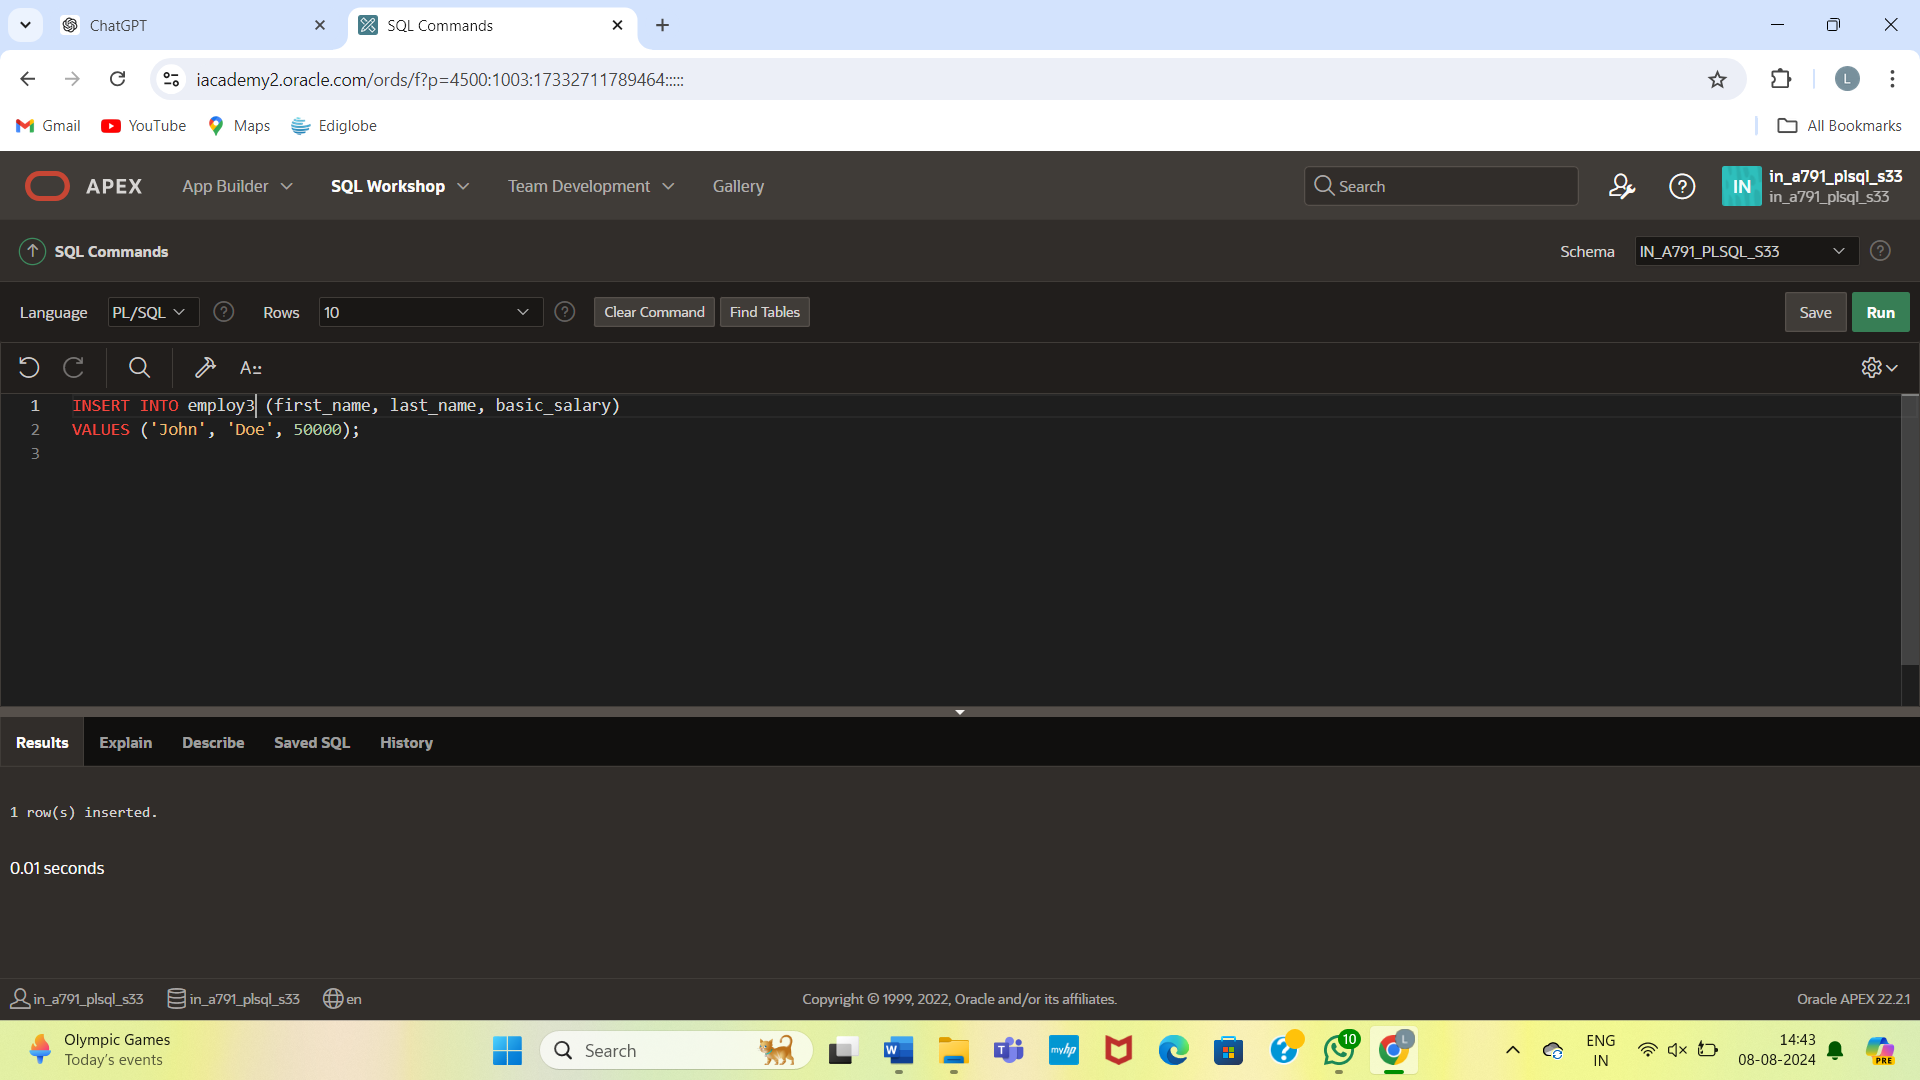 ChatGPT
SQL Commands
iacademy2.oracle.com/ords/f?p=4500:1003:17332711789464:::::
L
Gmail
YouTube
Maps
Ediglobe
All Bookmarks
APEX
App Builder
SQL Workshop
Team Development
Gallery
Search
IN
in_a791_plsql_s33
in_a791_plsql_s33
SQL Commands
Schema
IN_A791_PLSQL_S33
Language
PL/SQL
Rows
10
Clear Command
Find Tables
Save
Run
A::
1 INSERT INTO employ3 (first_name, last_name, basic_salary)
2 VALUES ('John', 'Doe', 50000);
3
Results
Explain
Describe
Saved SQL
History
1 row(s) inserted.
0.01 seconds
in_a791_plsql_s33
in_a791_plsql_s33
en
Copyright © 1999, 2022, Oracle and/or its affiliates.
Oracle APEX 22.2.1
Olympic Games
Today's events
Search
W
myhp
10
L
ENG
IN
14:43
08-08-2024
PRE